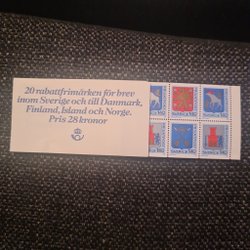 20 rabattfrimärken för brev
inom Sverige och till Danmark,
Finland, Island och Norge.
Pris 28 kronor